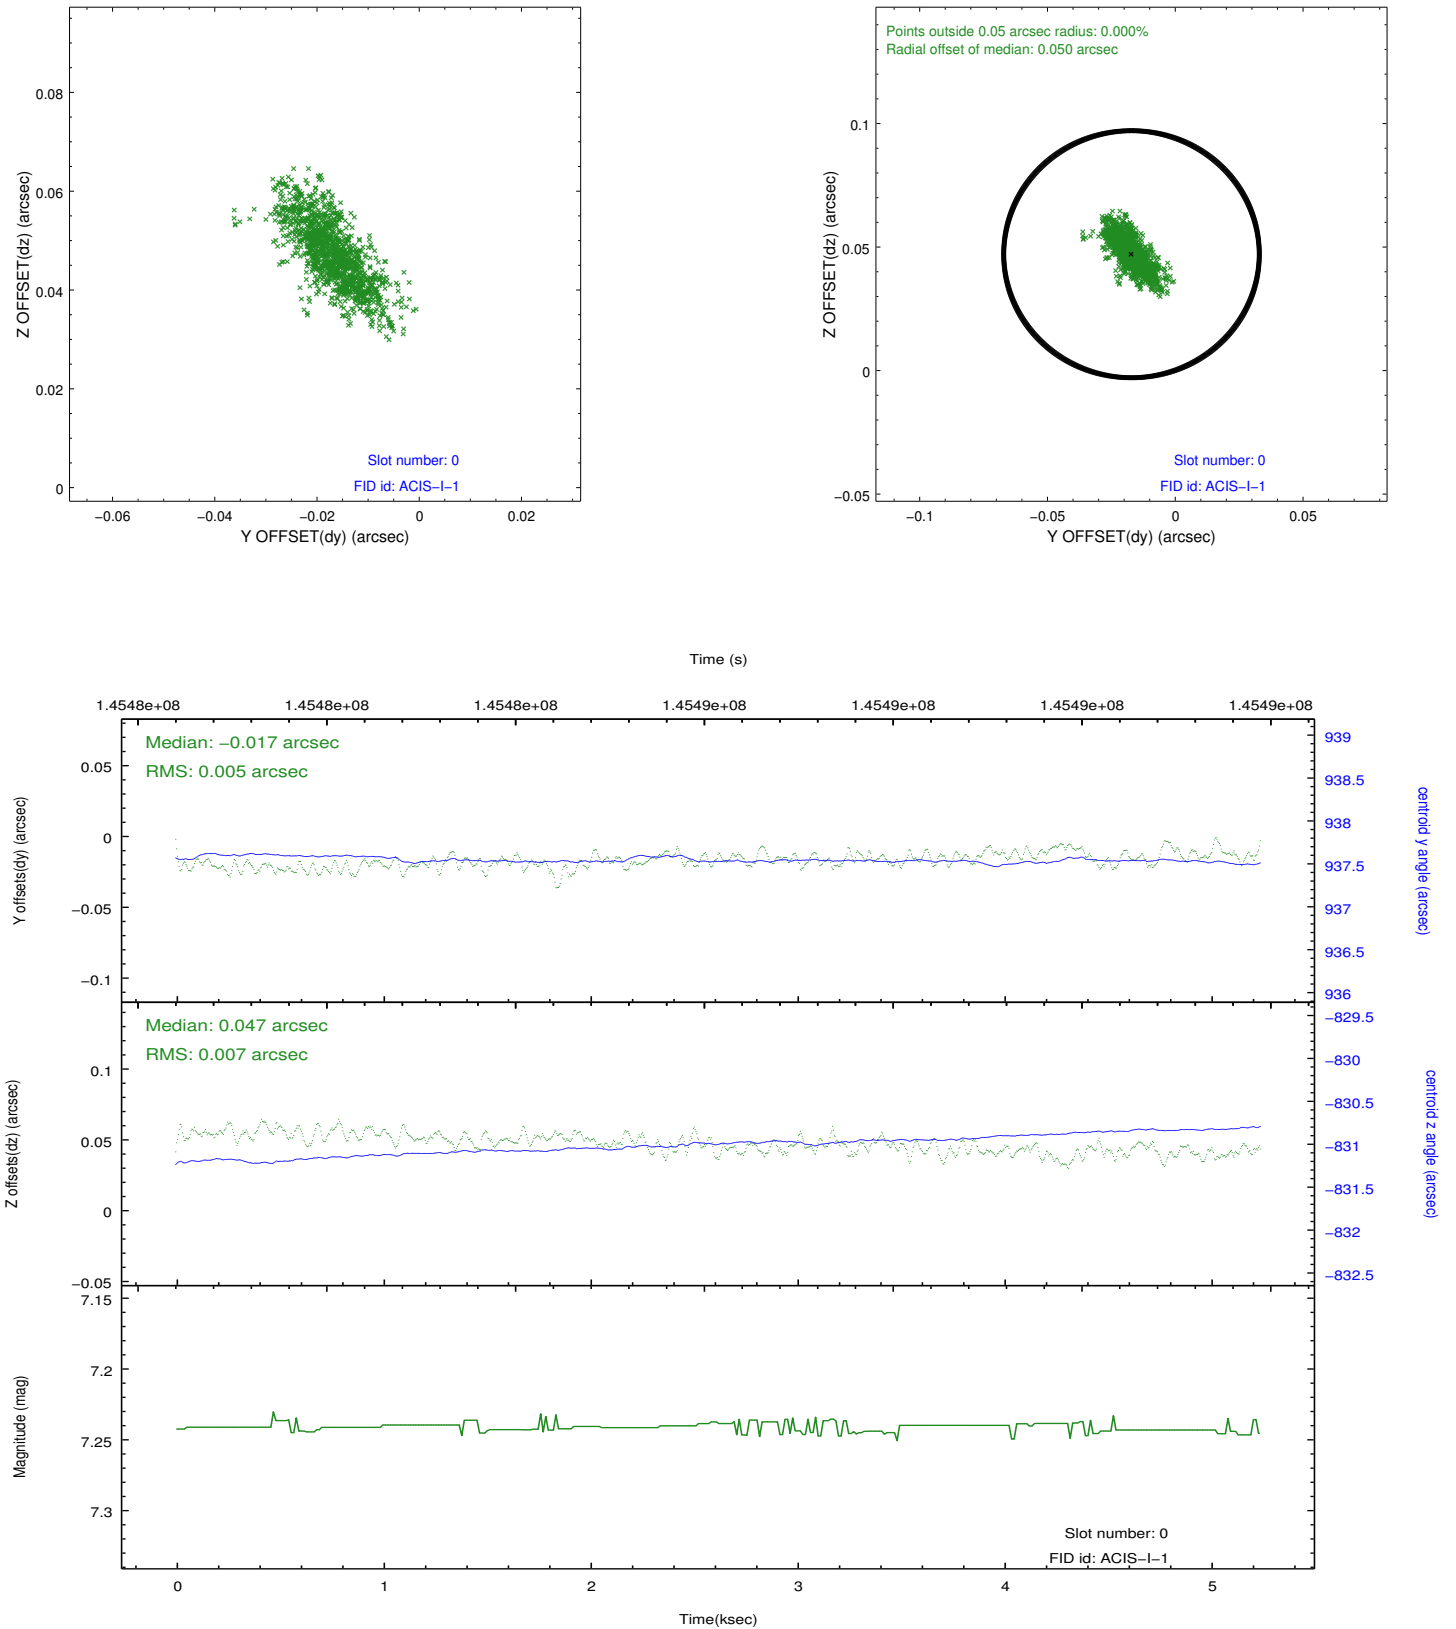 0.08
0.06
0.04
0.02
0
Z OFFSET(dz) (arcsec)
Slot number: 0
FID id: ACIS−I−1
−0.06
−0.04
−0.02
0
0.02
Y OFFSET(dy) (arcsec)
Points outside 0.05 arcsec radius: 0.000%
Radial offset of median: 0.050 arcsec
0.1
0.05
0
−0.05
Z OFFSET(dz) (arcsec)
Slot number: 0
FID id: ACIS−I−1
−0.1
−0.05
0
0.05
Y OFFSET(dy) (arcsec)
Time (s)
1.4548e+08
1.4548e+08
1.4548e+08
1.4549e+08
1.4549e+08
1.4549e+08
1.4549e+08
Median: −0.017 arcsec
RMS: 0.005 arcsec
0.05
0
−0.05
−0.1
Y offsets(dy) (arcsec)
939
938.5
938
937.5
937
936.5
936
centroid y angle (arcsec)
Median: 0.047 arcsec
RMS: 0.007 arcsec
0.1
0.05
0
−0.05
Z offsets(dz) (arcsec)
−829.5
−830
−830.5
−831
−831.5
−832
−832.5
centroid z angle (arcsec)
7.15
7.2
7.25
7.3
Magnitude (mag)
Slot number: 0
FID id: ACIS−I−1
0
1
2
3
4
5
Time(ksec)